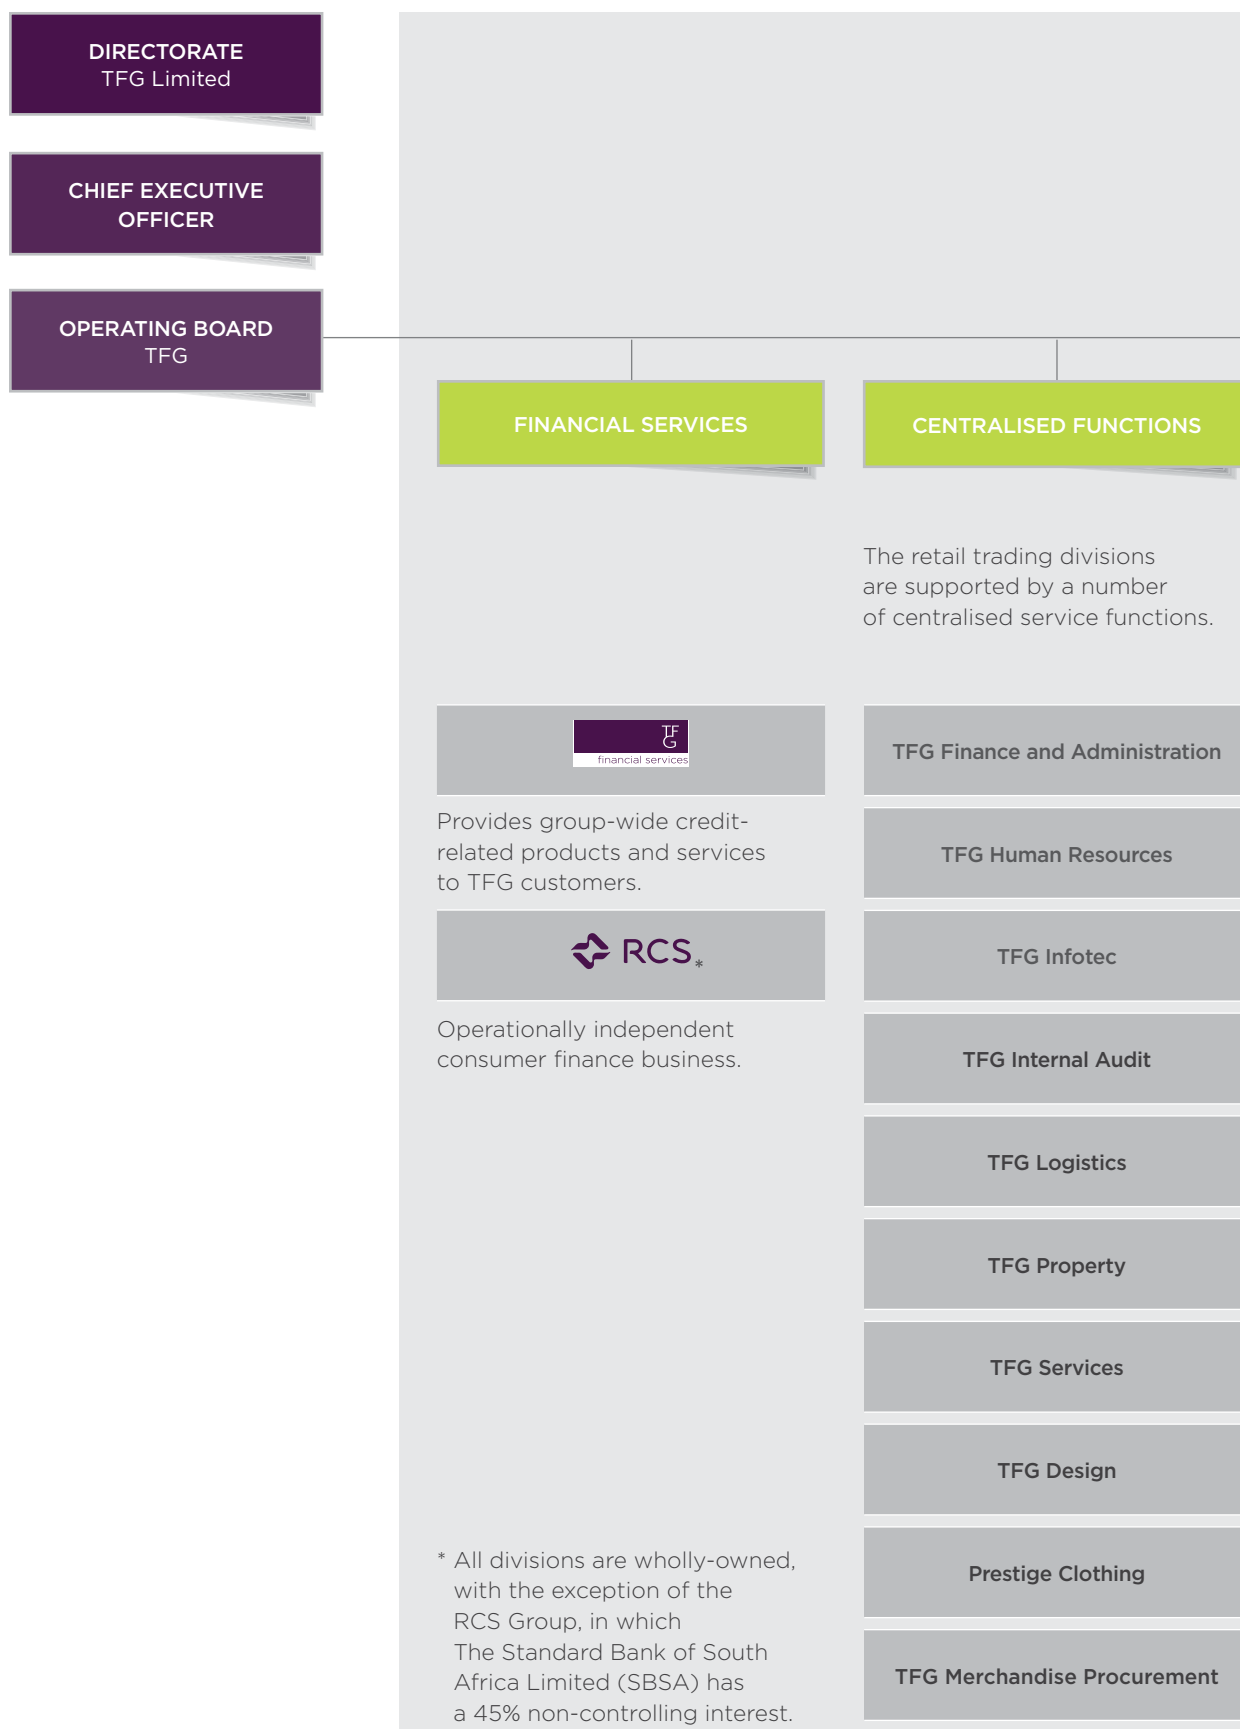 DIRECTORATE
TFG Limited
CHIEF EXECUTIVE
OFFICER
OPERATING BOARD
TFG
FINANCIAL SERVICES
TF
G
financial services
Provides group-wide credit-
related products and services
to TFG customers.
RCS*
Operationally independent
consumer finance business.
* All divisions are wholly-owned,
with the exception of the
RCS Group, in which
The Standard Bank of South
Africa Limited (SBSA) has
a 45% non-controlling interest.
CENTRALISED FUNCTIONS
The retail trading divisions
are supported by a number
of centralised service functions.
TFG Finance and Administration
TFG Human Resources
TFG Infotec
TFG Internal Audit
TFG Logistics
TFG Property
TFG Services
TFG Design
Prestige Clothing
TFG Merchandise Procurement